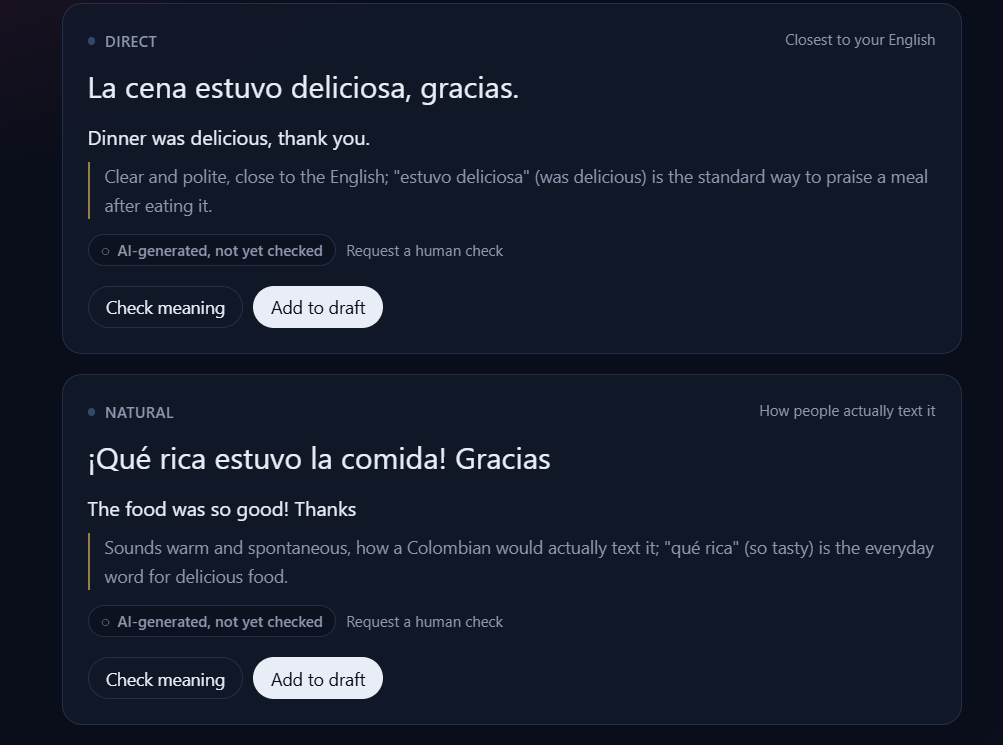 DIRECT
Closest to your English
La cena estuvo deliciosa, gracias.
Dinner was delicious, thank you.
Clear and polite, close to the English; "estuvo deliciosa" (was delicious) is the standard way to praise a meal
after eating it.
AI-generated, not yet checked
Request a human check
Check meaning
Add to draft
NATURAL
How people actually text it
¡Qué rica estuvo la comida! Gracias
The food was so good! Thanks
Sounds warm and spontaneous, how a Colombian would actually text it; "qué rica" (so tasty) is the everyday
word for delicious food.
AI-generated, not yet checked
Request a human check
Check meaning
Add to draft